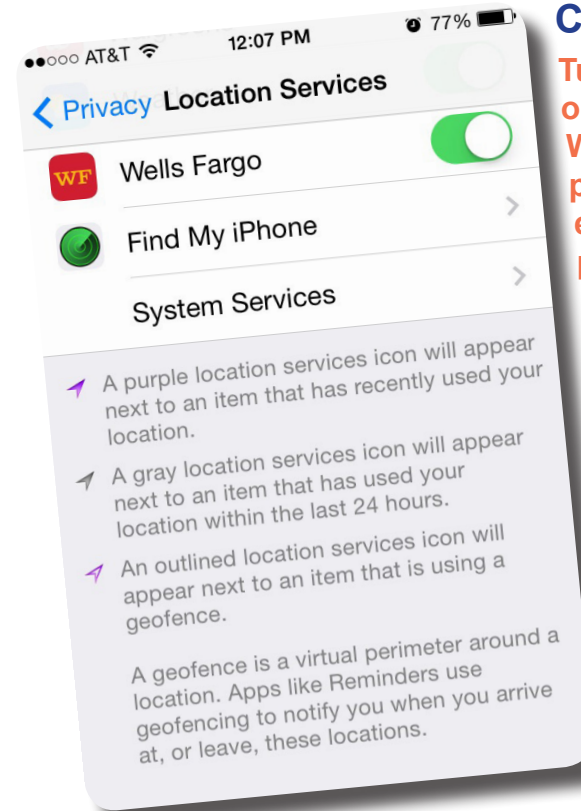 AT&T 12:07 PM 77%
Privacy Location Services
WF Wells Fargo
Find My iPhone
System Services
A purple location services icon will appear
next to an item that has recently used your
location.
A gray location services icon will appear
next to an item that has used your
location within the last 24 hours.
An outlined location services icon will
appear next to an item that is using a
geofence.
A geofence is a virtual perimeter around a
location. Apps like Reminders use
geofencing to notify you when you arrive
at, or leave, these locations.